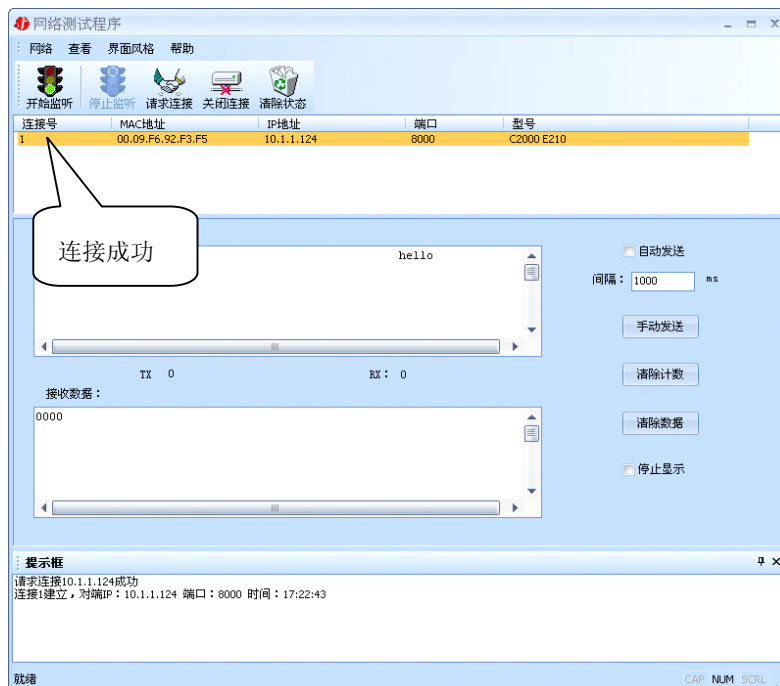 网络测试程序
网络 查看 界面风格 帮助
开始监听 停止监听 请求连接 关闭连接 清除状态
连接号 MAC地址 IP地址 端口 型号
1 00.09.F6.92.F3.F5 10.1.1.124 8000 C2000 E210
连接成功
hello
自动发送
间隔： 1000 ms
手动发送
TX 0 RX： 0
清除计数
接收数据：
0000
清除数据
停止显示
提示框
请求连接10.1.1.124成功
连接1建立，对端IP：10.1.1.124 端口：8000 时间：17:22:43
就绪 CAP NUM SCRL